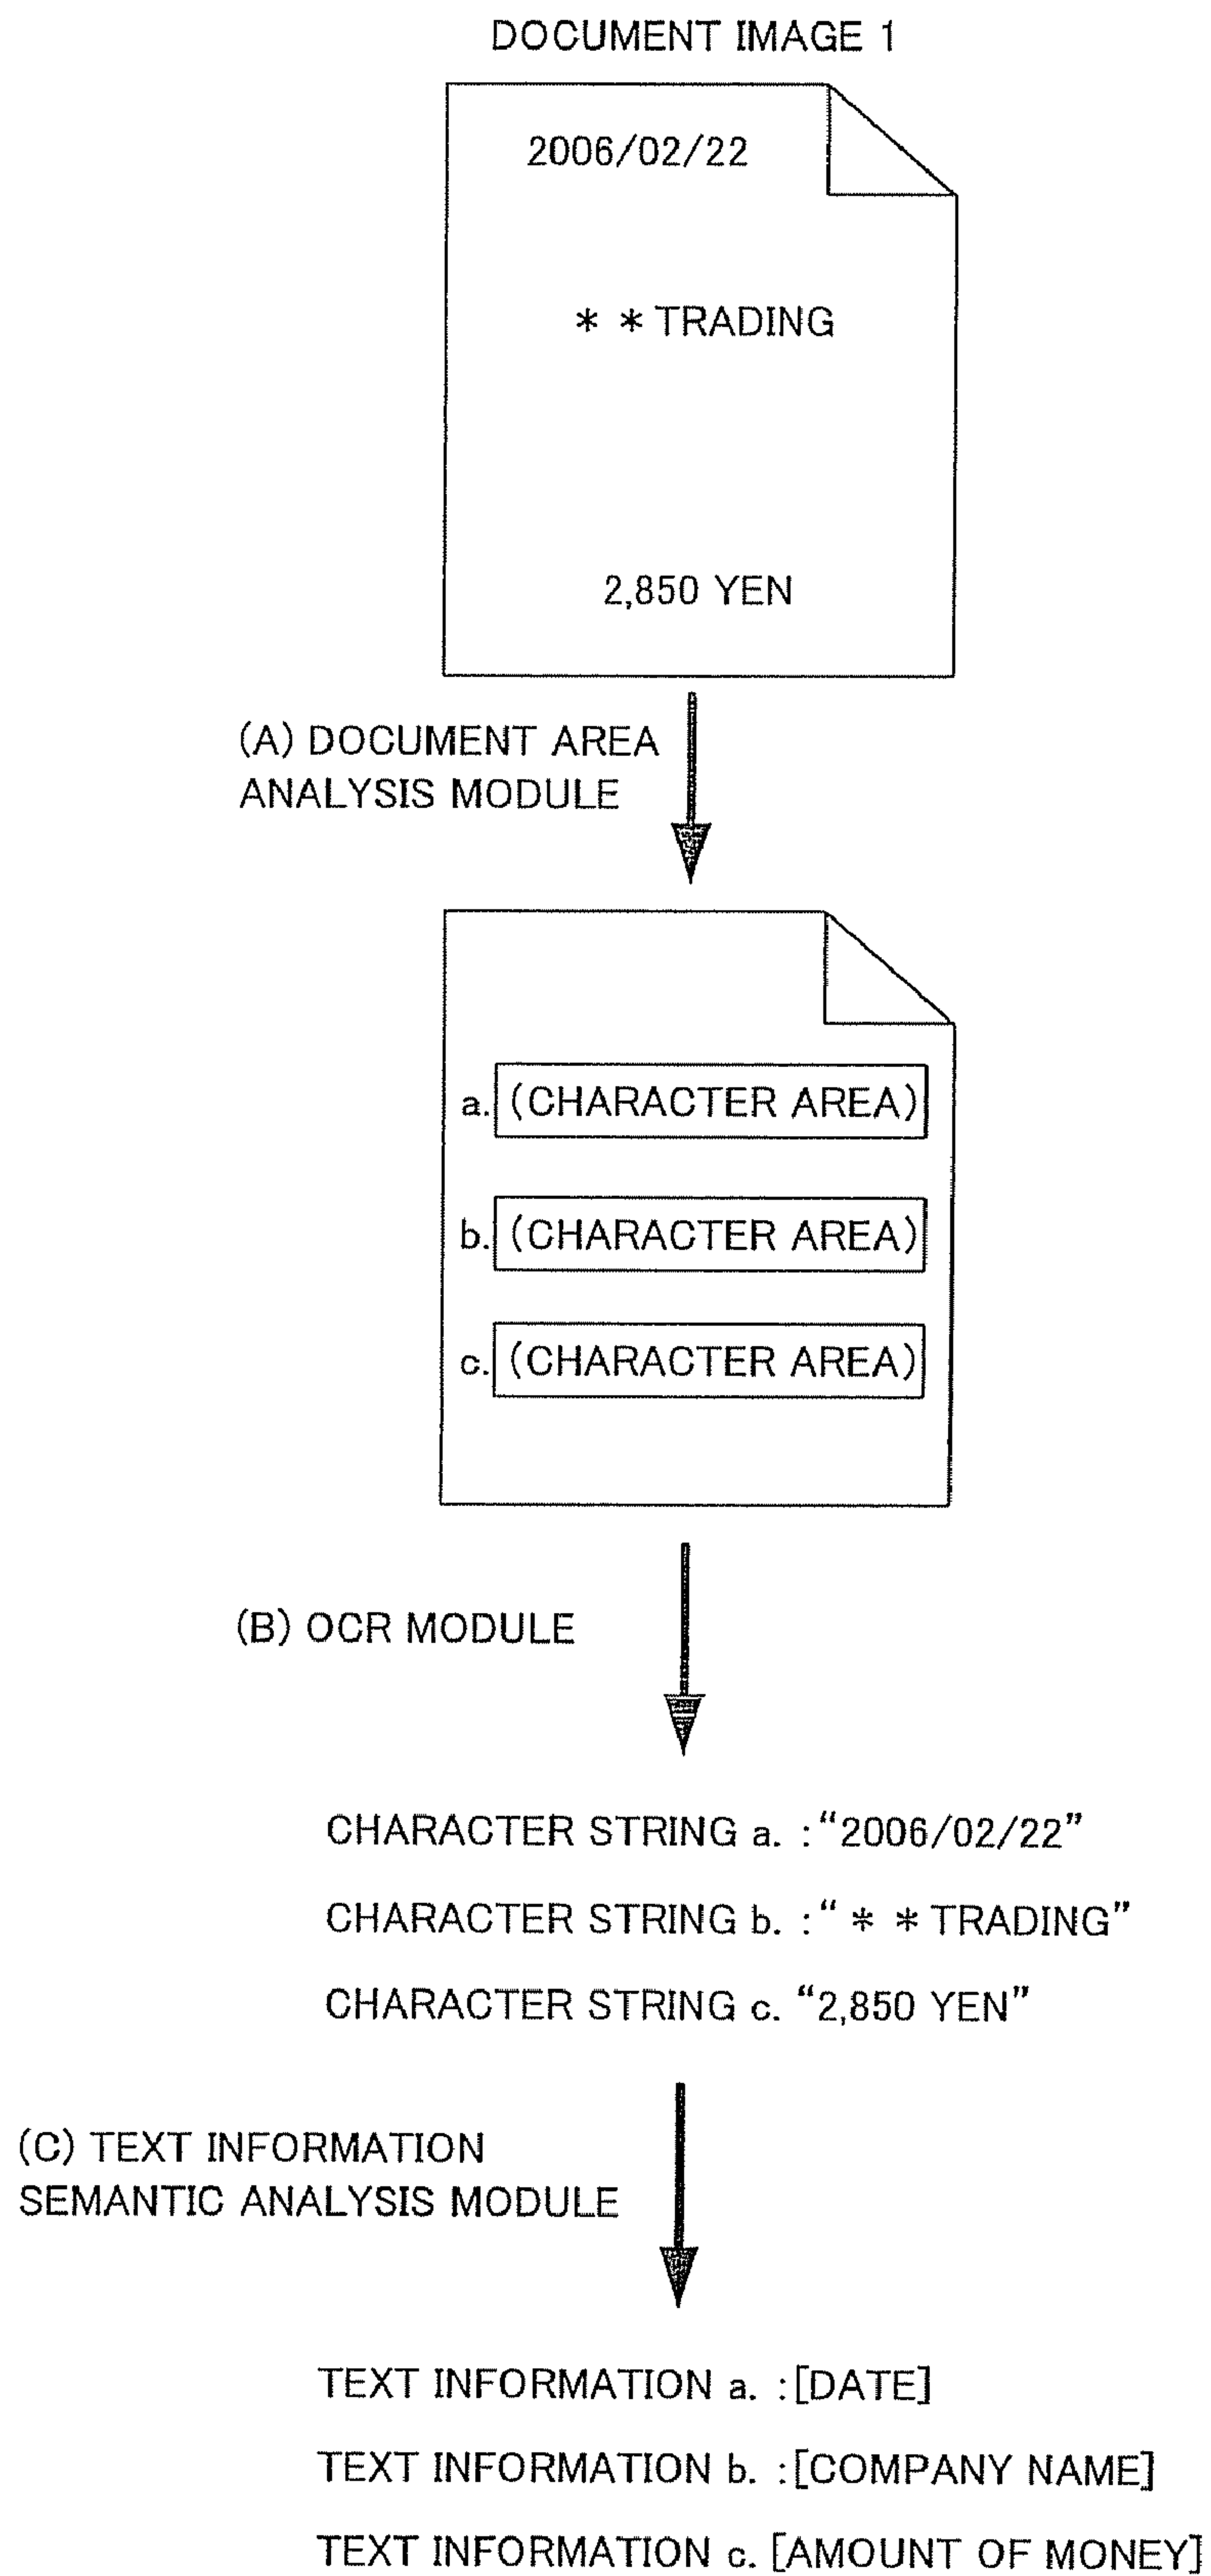 DOCUMENT IMAGE 1
2006/02/22
* * TRADING
2,850 YEN
(A) DOCUMENT AREA
ANALYSIS MODULE
a. (CHARACTER AREA)
b. (CHARACTER AREA)
c. (CHARACTER AREA)
(B) OCR MODULE
CHARACTER STRING a. :“2006/02/22”
CHARACTER STRING b. :“ * * TRADING”
CHARACTER STRING c. “2,850 YEN”
(C) TEXT INFORMATION
SEMANTIC ANALYSIS MODULE
TEXT INFORMATION a. :[DATE]
TEXT INFORMATION b. :[COMPANY NAME]
TEXT INFORMATION c. [AMOUNT OF MONEY]